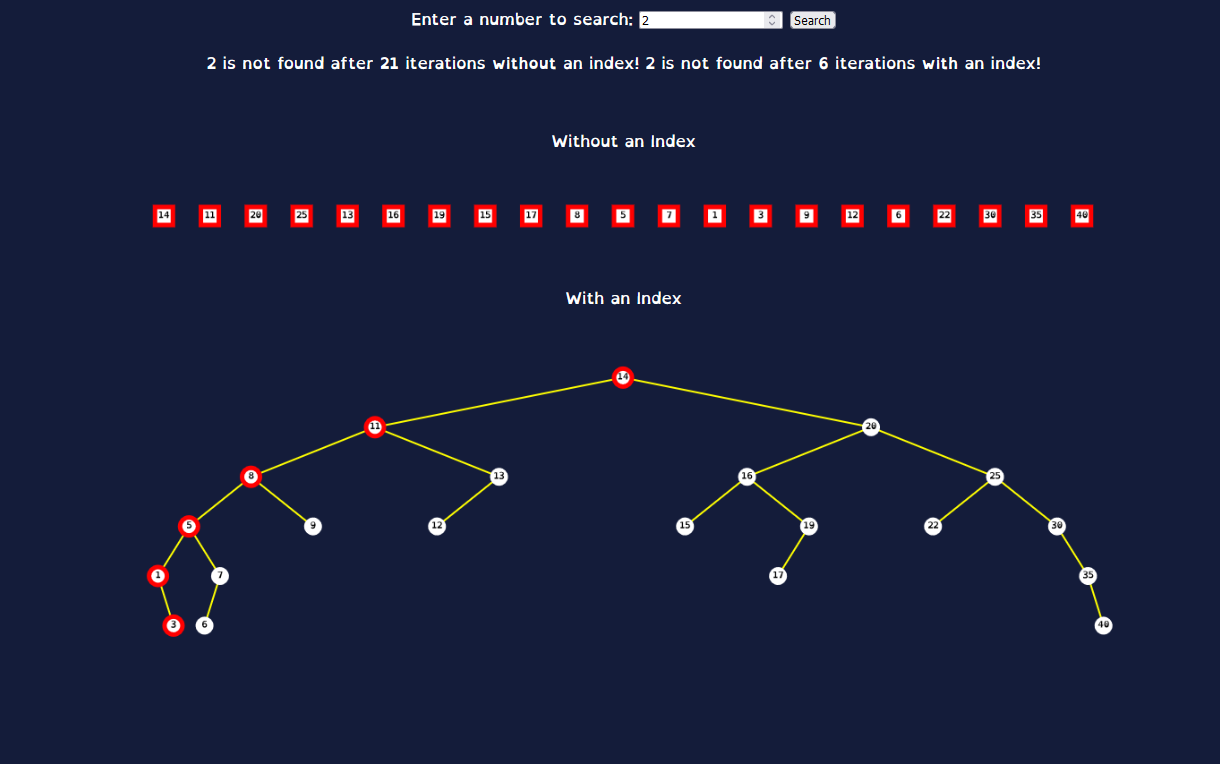 Enter a number to search: 2 Search
2 is not found after 21 iterations without an index! 2 is not found after 6 iterations with an index!
Without an Index
14 11 20 25 13 16 19 15 17 8 5 7 1 3 9 12 6 22 30 35 40
With an Index
14
11 20
8 13 16 25
5 9 12 15 19 22 30
1 7 17 35
3 6 40